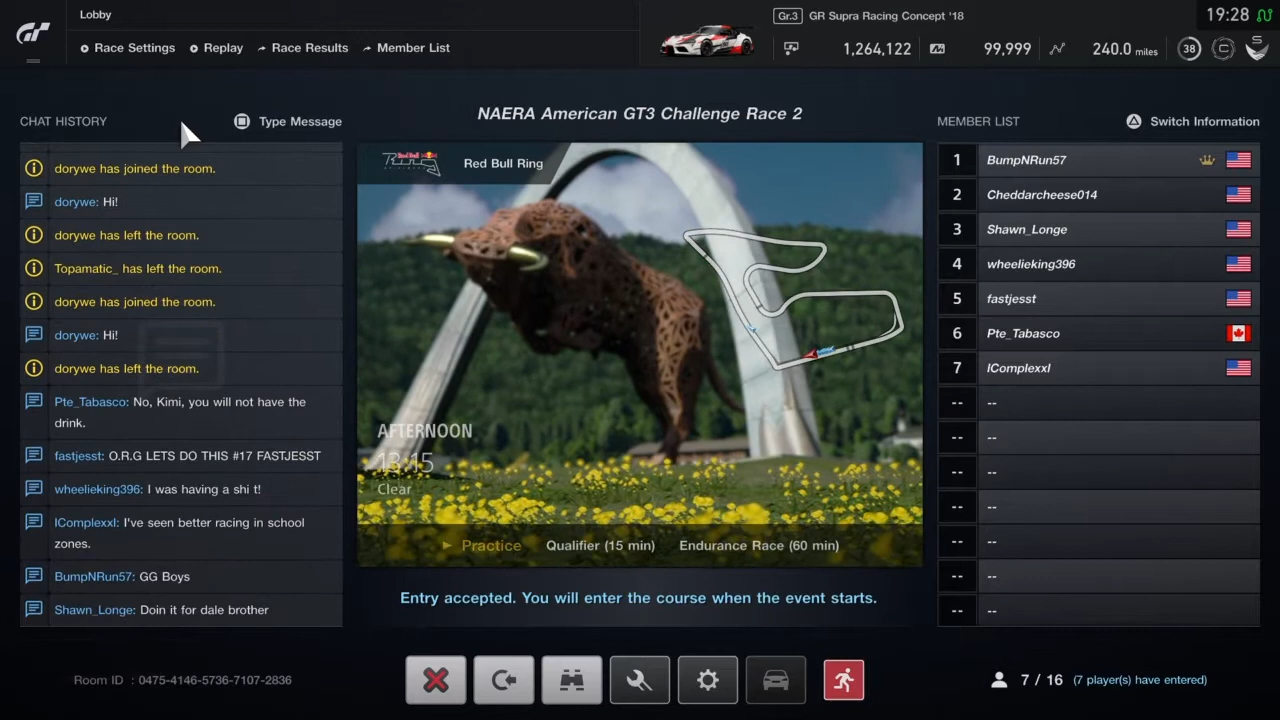 Lobby
Race Settings
Replay
Race Results
Member List
Gr.3
GR Supra Racing Concept '18
1,264,122
99,999
240.0 miles
38
C
S
19:28
CHAT HISTORY
Type Message
dorywe has joined the room.
dorywe: Hi!
dorywe has left the room.
Topamatic_ has left the room.
dorywe has joined the room.
dorywe: Hi!
dorywe has left the room.
Pte_Tabasco: No, Kimi, you will not have the
drink.
fastjesst: O.R.G LETS DO THIS #17 FASTJESST
wheelieking396: I was having a shi t!
IComplexxI: I've seen better racing in school
zones.
BumpNRun57: GG Boys
Shawn_Longe: Doin it for dale brother
NAERA American GT3 Challenge Race 2
Red Bull Ring
AFTERNOON
13:15
Clear
Practice
Qualifier (15 min)
Endurance Race (60 min)
Entry accepted. You will enter the course when the event starts.
MEMBER LIST
Switch Information
1 BumpNRun57
2 Cheddarcheese014
3 Shawn_Longe
4 wheelieking396
5 fastjesst
6 Pte_Tabasco
7 IComplexxI
-- --
-- --
-- --
-- --
-- --
-- --
-- --
Room ID : 0475-4146-5736-7107-2836
7 / 16 (7 player(s) have entered)